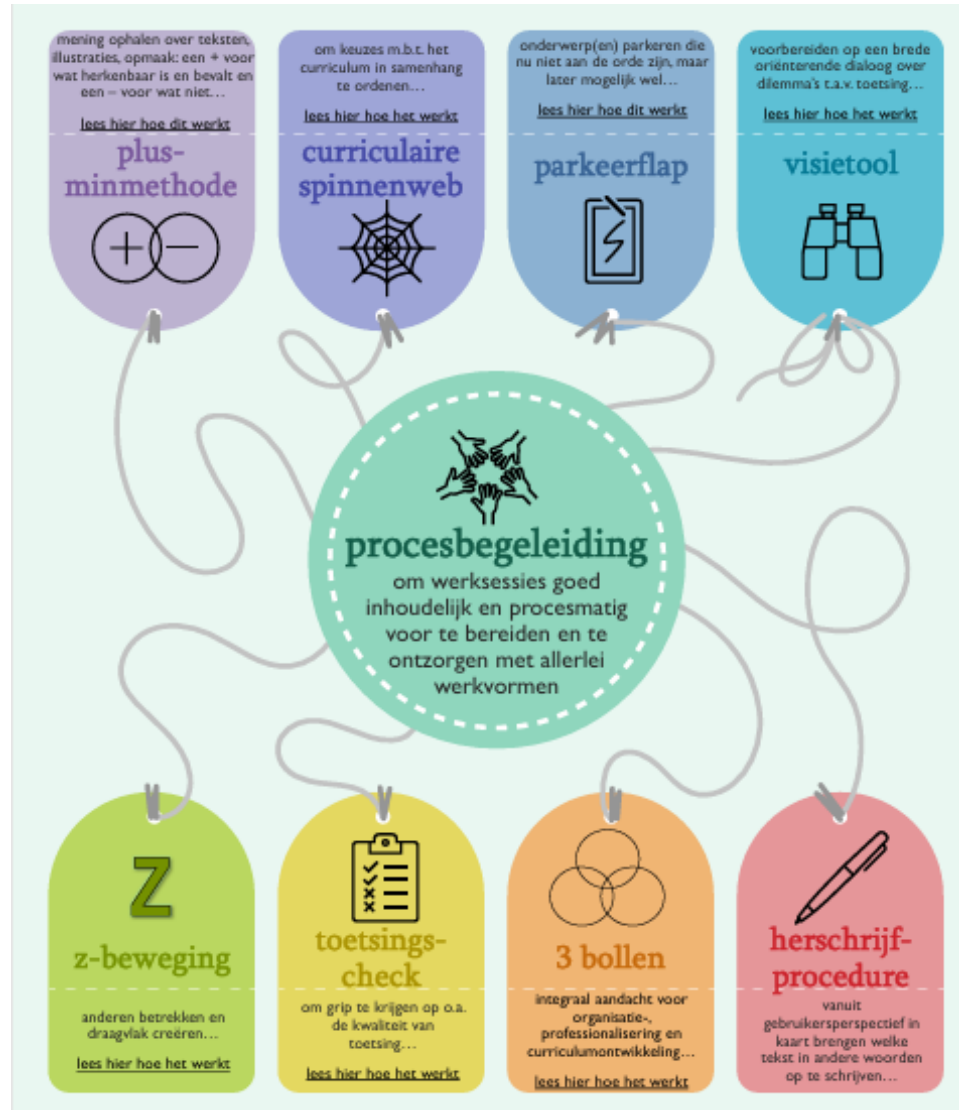 mening ophalen over teksten,
illustraties, opmaak: een + voor
wat herkenbaar is en bevalt en
een – voor wat niet…
lees hier hoe dit werkt
plus-
minmethode
om keuzes m.b.t. het
curriculum in samenhang
te ordenen…
lees hier hoe het werkt
curriculaire
spinnenweb
onderwerp(en) parkeren die
nu niet aan de orde zijn, maar
later mogelijk wel…
lees hier hoe dit werkt
parkeerflap
voorbereiden op een brede
oriënterende dialoog over
dilemma's t.a.v. toetsing…
lees hier hoe het werkt
visietool
procesbegeleiding
om werksessies goed
inhoudelijk en procesmatig
voor te bereiden en te
ontzorgen met allerlei
werkvormen
Z
z-beweging
anderen betrekken en
draagvlak creëren…
lees hier hoe het werkt
toetsings-
check
om grip te krijgen op o.a.
de kwaliteit van
toetsing…
lees hier hoe het werkt
3 bollen
integraal aandacht voor
organisatie-,
professionalisering en
curriculumontwikkeling…
lees hier hoe het werkt
herschrijf-
procedure
vanuit
gebruikersperspectief in
kaart brengen welke
tekst in andere woorden
op te schrijven…